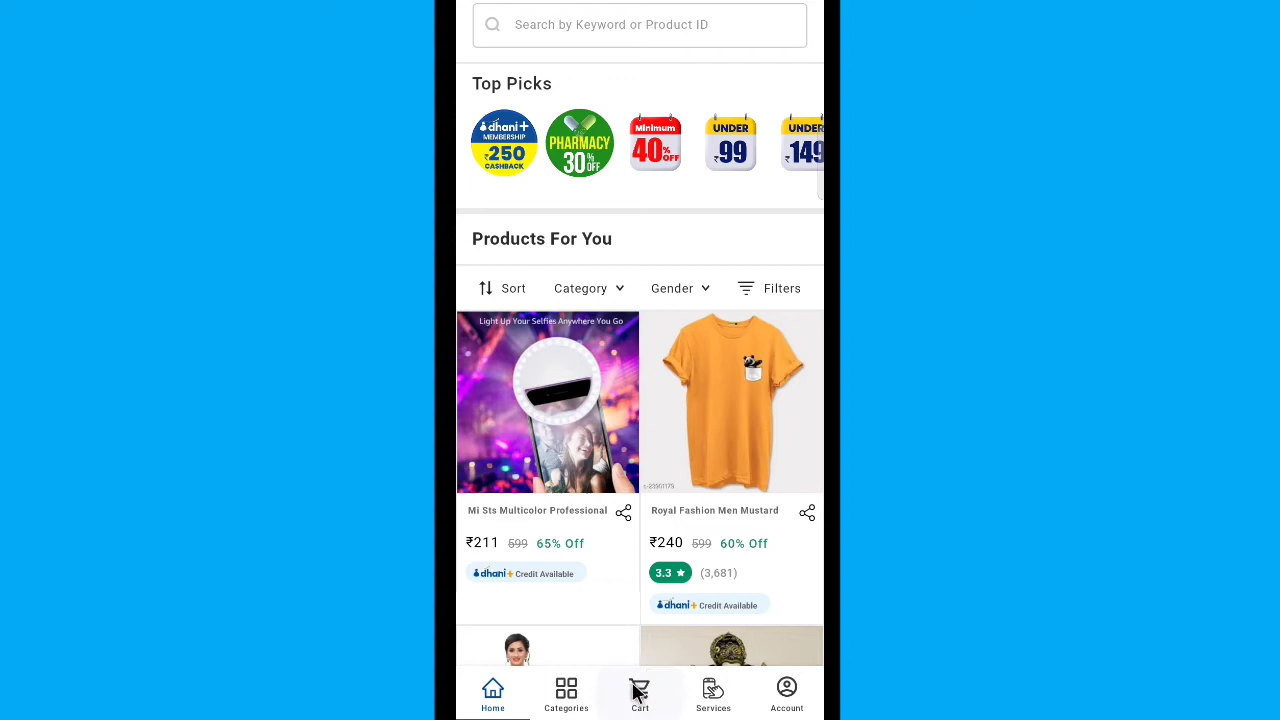 Search by Keyword or Product ID
Top Picks
dhani+
MEMBERSHIP
₹250
CASHBACK
PHARMACY
30% OFF
Minimum
40% OFF
UNDER
₹99
UNDER
₹149
Products For You
Sort Category Gender Filters
Light Up Your Selfies Anywhere You Go
Mi Sts Multicolor Professional
₹211 599 65% Off
dhani+ Credit Available
Royal Fashion Men Mustard
₹240 599 60% Off
3.3 ★ (3,681)
dhani+ Credit Available
Home Categories Cart Services Account